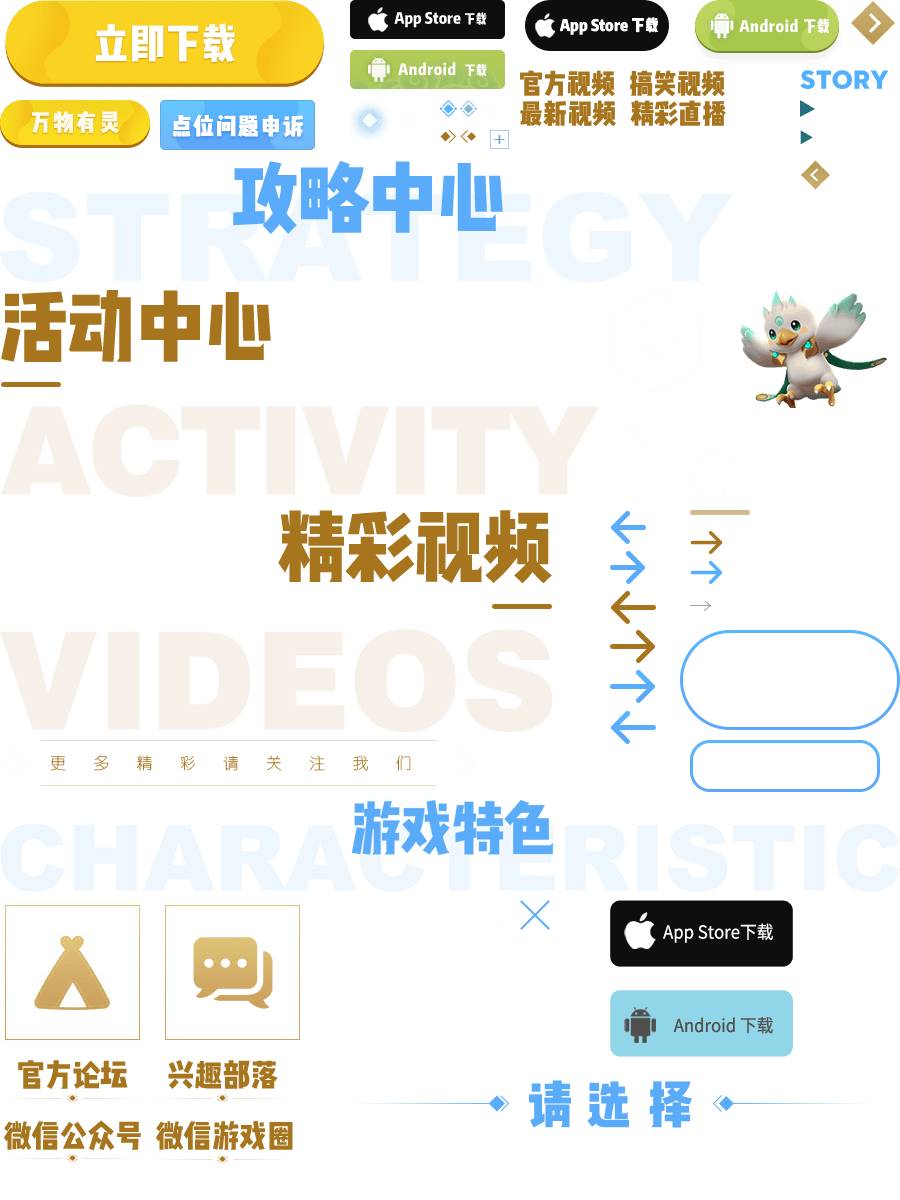 立即下载
App Store 下载
App Store 下载
Android 下载
Android 下载
官方视频 搞笑视频
最新视频 精彩直播
STORY
万物有灵
点位问题申诉
攻略中心
STRATEGY
活动中心
ACTIVITY
精彩视频
VIDEOS
更多精彩请关注我们
游戏特色
CHARACTERISTIC
App Store下载
Android 下载
官方论坛
兴趣部落
请选择
微信公众号
微信游戏圈